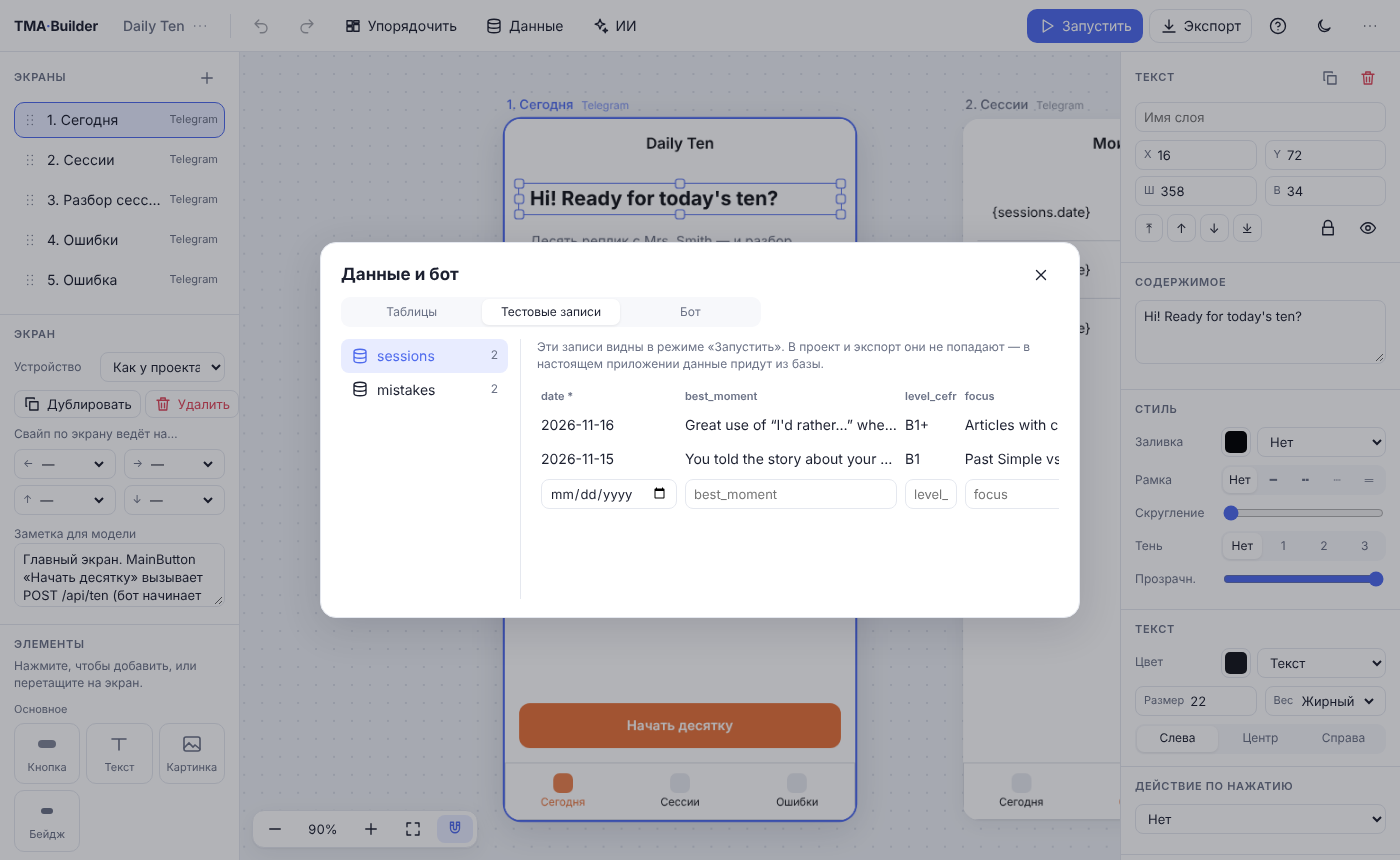 TMA·Builder
Daily Ten ···
Упорядочить
Данные
ИИ
Запустить
Экспорт
ЭКРАНЫ
1. Сегодня Telegram
2. Сессии Telegram
3. Разбор сесс... Telegram
4. Ошибки Telegram
5. Ошибка Telegram
ЭКРАН
Устройство Как у проекта
Дублировать Удалить
Свайп по экрану ведёт на...
← — → —
↑ — ↓ —
Заметка для модели
Главный экран. MainButton
«Начать десятку» вызывает
POST /api/ten (бот начинает
ЭЛЕМЕНТЫ
Нажмите, чтобы добавить, или
перетащите на экран.
Основное
Кнопка Текст Картинка
Бейдж
1. Сегодня Telegram
Daily Ten
Hi! Ready for today's ten?
Десять реплик с Mrs. Smith — и разбор
Начать десятку
Сегодня Сессии Ошибки
2. Сессии Telegram
{sessions.date}
Сегодня
90%
Данные и бот
Таблицы Тестовые записи Бот
sessions 2
mistakes 2
Эти записи видны в режиме «Запустить». В проект и экспорт они не попадают — в
настоящем приложении данные придут из базы.
date * best_moment level_cefr focus
2026-11-16 Great use of “I'd rather…” whe... B1+ Articles with c
2026-11-15 You told the story about your ... B1 Past Simple vs
mm/dd/yyyy best_moment level_ focus
ТЕКСТ
Имя слоя
X 16 Y 72
Ш 358 В 34
СОДЕРЖИМОЕ
Hi! Ready for today's ten?
СТИЛЬ
Заливка Нет
Рамка Нет
Скругление
Тень Нет 1 2 3
Прозрачн.
ТЕКСТ
Цвет Текст
Размер 22 Вес Жирный
Слева Центр Справа
ДЕЙСТВИЕ ПО НАЖАТИЮ
Нет